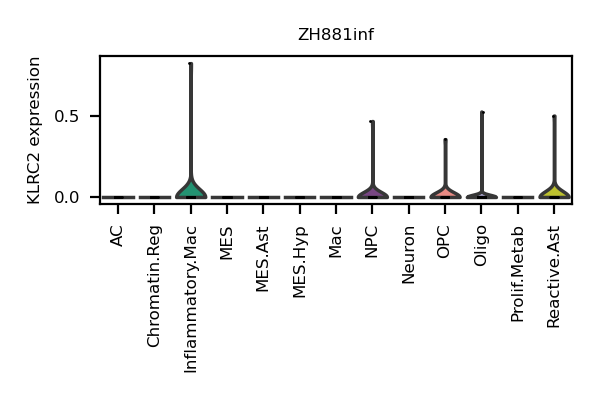 ZH881inf
KLRC2 expression
0.5
0.0
AC
Chromatin.Reg
Inflammatory.Mac
MES
MES.Ast
MES.Hyp
Mac
NPC
Neuron
OPC
Oligo
Prolif.Metab
Reactive.Ast